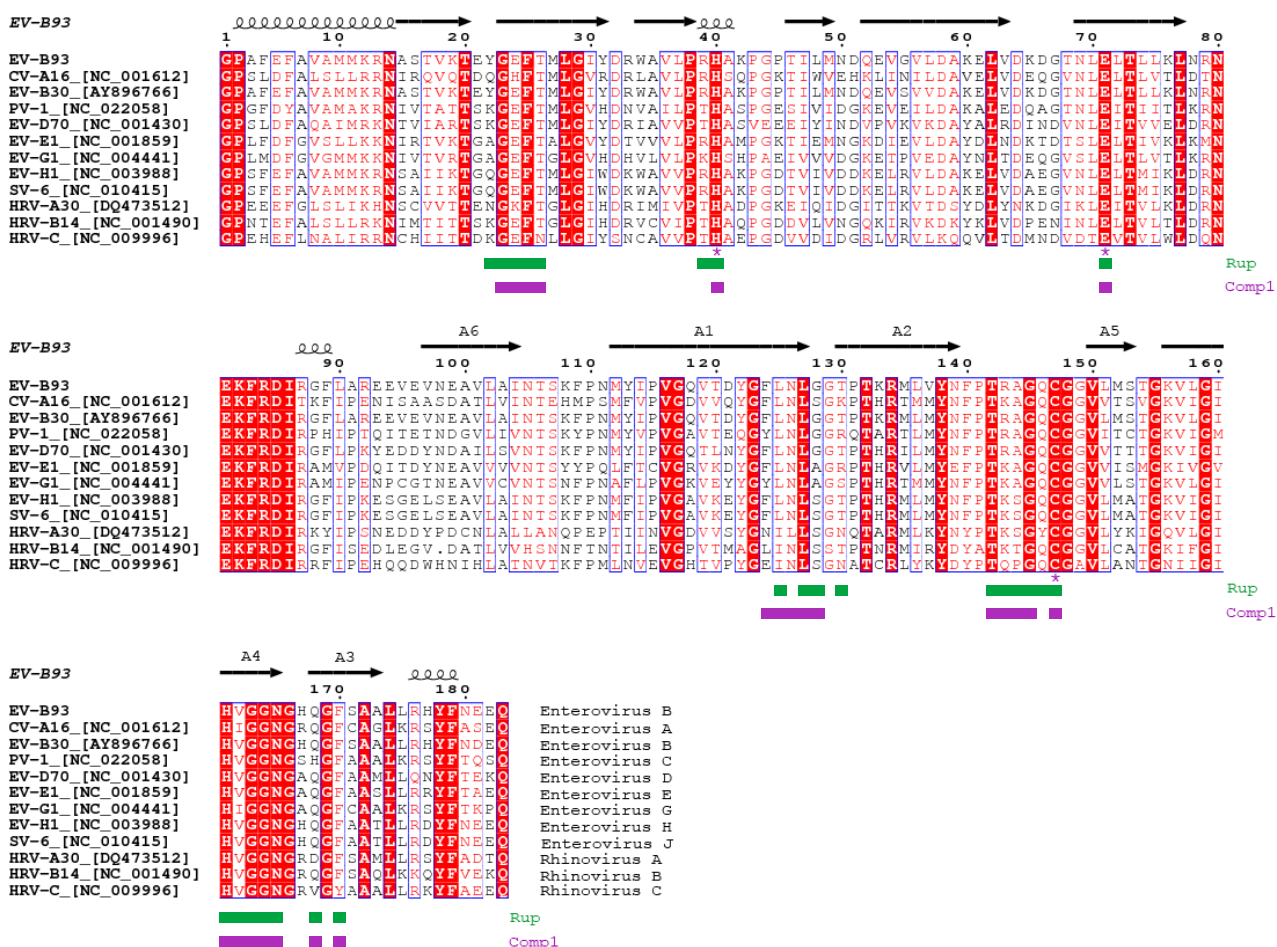 EV-B93
1 10 20 30 40 50 60 70 80
EV-B93 GPAFEFAVAMMKRNASTVKTEYGEFTMLGIYDRWAVLPRHAKPGPTILMNDQEVGVLDAKELVDKDGTNLELTLLKLNRN
CV-A16_[NC_001612] GPSLDFALSLLRRNIRQVQTDQGHFTMLGVRDRLAVLPRHSQPGKTIWVEHKLINILDAVELVDEQGVNLELTLVTLDTN
EV-B30_[AY896766] GPAFEFAVAMMKRNASTVKTEYGEFTMLGIYDRWAVLPRHAKPGPTILMNDQEVSVVDAKELVDKDGTNLELTLLKLNRN
PV-1_[NC_022058] GPGFDYAVAMAKRNIVTATTSKGEFTMLGVHDNVAILPTHASPGESIVIDGKEVEILDAKALEDQAGTNLEITIITLKRN
EV-D70_[NC_001430] GPSLDFAQAIMRKNTVIARTSKGEFTMLGIYDRIAVVPTHASVEEEIYINDVPVKVKDAYALRDINDVNLEITVVELDRN
EV-E1_[NC_001859] GPLFDFGVSLLKKNIRTVKTGAGEFTALGVYDTVVVLPRHAMPGKTIEMNGKDIEVLDAYDLNDKTDTSLELTIVKLKMN
EV-G1_[NC_004441] GPLMDFGVGMMKKNIVTVRTGAGEFTGLGVHDHVLVLPKHSHPAEIVVVDGKETPVEDAYNLTDEQGVSLELTLVTLKRN
EV-H1_[NC_003988] GPSFEFAVAMMKRNSAIIKTGQGEFTMLGIWDKWAVLPRHAKPGDTVIVDDKELRVLDAVELVDAEGVNLELTMIKLNRN
SV-6_[NC_010415] GPSFEFAVAMMKRNSAIIKTGQGKFTMLGIWDKWAVLPRHAKPGDTVIVDDKELRVLDAVELVDAEGVNLELTMIKLNRN
HRV-A30_[DQ473512] GPEEEFGLSLIKHNSCVVTTENGKFTGLGIHDRIMIVPTHADPGSEIQVDGITTKVSDSYDLYNKDGIKLEITVLTLKRN
HRV-B14_[NC_001490] GPNTEFALSLLRKNIMTITTSKGEFTGLGIHDRVCVIPTHAQPGDDVLVNGQKIRVKDKYKLVDPENINLELTVLTLDRN
HRV-C_[NC_009996] GPEHEFLNALIRRNCHIITTDKGEFNLLGIYSNCAVVPTHAEPGDVVDIDGRLVRVLKQQVLTDMNDVDTEVTVLWLDQN
* *
Rup
Comp1
A6 A1 A2 A5
EV-B93
90 100 110 120 130 140 150 160
EV-B93 EKFRDIRGFLAREEVEVNEAVLAINTSKFPNMYIPVGQVTDYGFLNLGGTPTKRMLVYNFPTRAGQCGGVLMSTGKVLGI
CV-A16_[NC_001612] EKFRDITKFIPENISAASDATLVINTEHMPSMFVPVGDVVQYGFLNLSGKPTHRTMMYNFPTKAGQCGGVVTSVGKVIGI
EV-B30_[AY896766] EKFRDIRGFLAREEVEVNEAVLAINTSKFPNMYIPVGQVTDYGFLNLGGTPTKRMLMYNFPTRAGQCGGVLMSTGKVLGI
PV-1_[NC_022058] EKFRDIRPHIPTQITETNDGVLIVNTSKYPNMYVPVGAVTEQGYLNLGGRQTARTLMYNFPTRAGQCGGVITCTGKVIGM
EV-D70_[NC_001430] EKFRDIRGFLPKYEDDYNDAILSVNTSKFPNMYIPVGQTLNYGFLNLGGTPTHRILMYNFPTRAGQCGGVVTTTGKVIGI
EV-E1_[NC_001859] EKFRDIRAMVPDQITDYNEAVVVVNTSYYPQLFTCVGRVKDYGFLNLAGRPTHRVLMYEFPTKAGQCGGVVISMGKIVGV
EV-G1_[NC_004441] EKFRDIRAMIPENPCGTNEAVVCVNTSNFPNAFLPVGKVEYYGYLNLAGSPTHRTMMYNFPTKAGQCGGVVTSTGKVLGI
EV-H1_[NC_003988] EKFRDIRGFIPKESGELSEAVLAINTSKFPNMFIPVGAVKEYGFLNLSGTPTHRMLMYNFPTKSGQCGGVLMATGKVIGI
SV-6_[NC_010415] EKFRDIRGFIPKESGELSEAVLAINTSKFPNMFIPVGAVKEYGFLNLSGTPTHRMLMYNFPTKSGQCGGVLMATGKVIGI
HRV-A30_[DQ473512] EKFRDIRKYIPSNEDDYPDCNLALLANQPEPTIINVGDVVSYGNILLSGNQTARMLKYNYPTKSGYCGGVLYKIGQVLGI
HRV-B14_[NC_001490] EKFRDIRGFISEDLEGV.DATLVVHSNNFTNTILEVGPVTMAGLINLSSTPTNRMIRYDYATKTGQCGGVLCATGKIFGI
HRV-C_[NC_009996] EKFRDIRRFIPEHQQDWHNIHLATNVTKFPMLNVEVGHTVPYGEINLSGNATCRLYKYDYPTQPGQCGAVLANTGNIIGI
*
Rup
Comp1
A4 A3
EV-B93
170 180
EV-B93 HVGGNGHQGFSAALLRHYFNEEQ Enterovirus B
CV-A16_[NC_001612] HIGGNGRQGFCAGLKRSYFASEQ Enterovirus A
EV-B30_[AY896766] HVGGNGHQGFSAALLRHYFNDEQ Enterovirus B
PV-1_[NC_022058] HVGGNGSHGFAAALKRSYFTQSQ Enterovirus C
EV-D70_[NC_001430] HVGGNGAQGFAAMLLQNYFTEKQ Enterovirus D
EV-E1_[NC_001859] HVGGNGAQGFAASLLRRYFTAEQ Enterovirus E
EV-G1_[NC_004441] HIGGNGAQGFCAALKRSYFTKPQ Enterovirus G
EV-H1_[NC_003988] HVGGNGHQGFAATLLRDYFNEEQ Enterovirus H
SV-6_[NC_010415] HVGGNGHQGFAATLLRDYFNEEQ Enterovirus J
HRV-A30_[DQ473512] HVGGNGRDGFSAMLLRSYFADTQ Rhinovirus A
HRV-B14_[NC_001490] HVGGNGRQGFSAQLKKQYFVEKQ Rhinovirus B
HRV-C_[NC_009996] HVGGNGRVGYAAALLRKYFAEEQ Rhinovirus C
Rup
Comp1